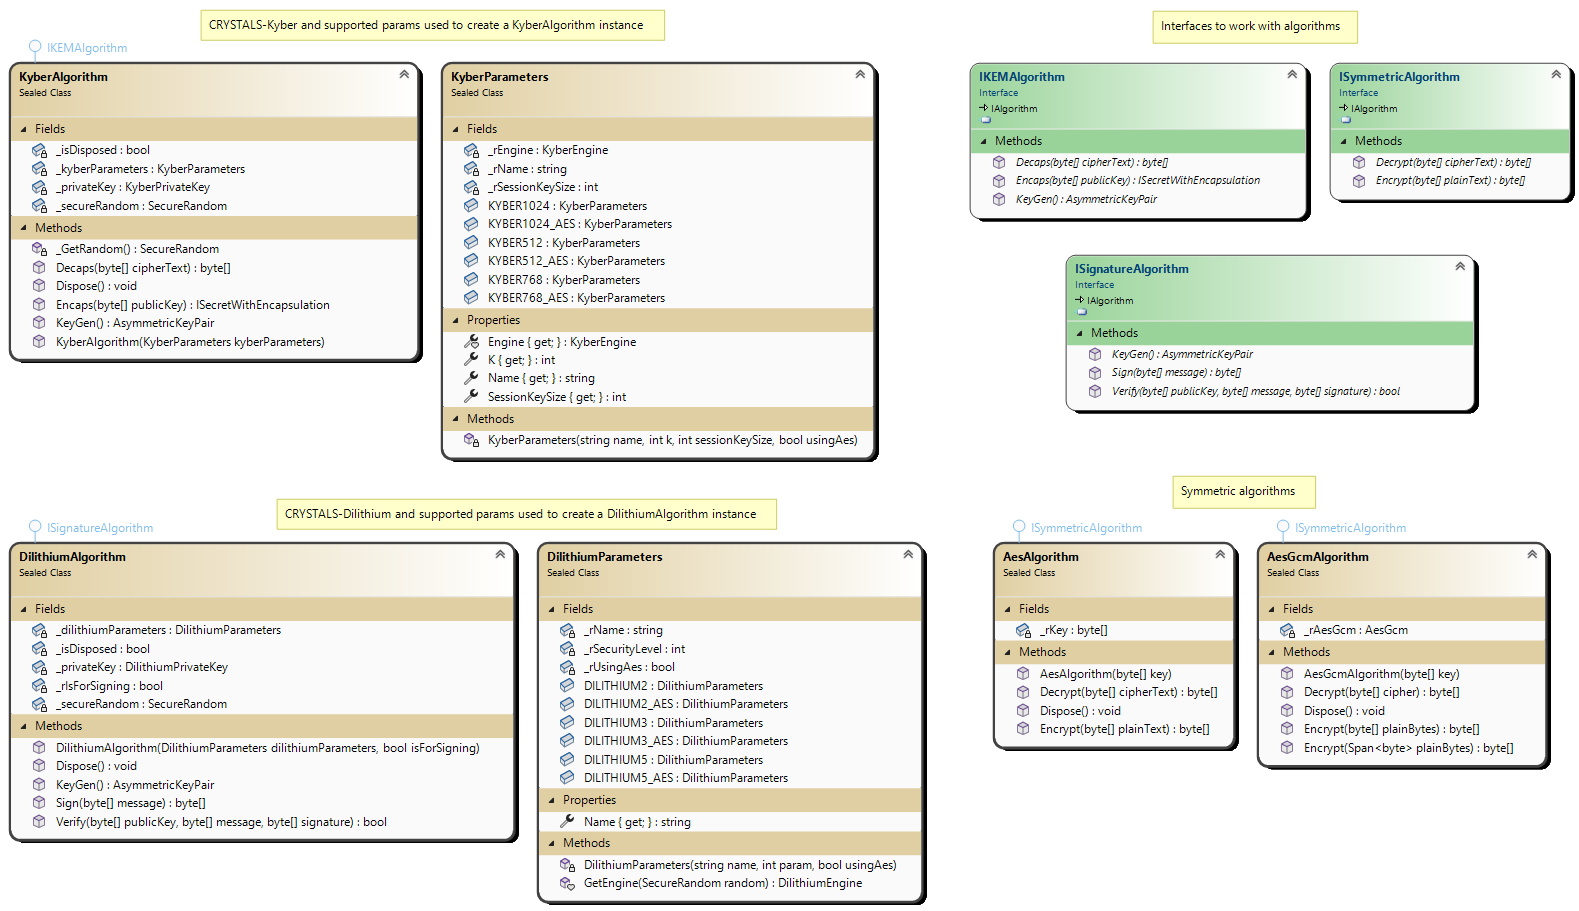 CRYSTALS-Kyber and supported params used to create a KyberAlgorithm instance
IKEMAlgorithm
KyberAlgorithm
Sealed Class
Fields
_isDisposed : bool
_kyberParameters : KyberParameters
_privateKey : KyberPrivateKey
_secureRandom : SecureRandom
Methods
_GetRandom() : SecureRandom
Decaps(byte[] cipherText) : byte[]
Dispose() : void
Encaps(byte[] publicKey) : ISecretWithEncapsulation
KeyGen() : AsymmetricKeyPair
KyberAlgorithm(KyberParameters kyberParameters)
KyberParameters
Sealed Class
Fields
_rEngine : KyberEngine
_rName : string
_rSessionKeySize : int
KYBER1024 : KyberParameters
KYBER1024_AES : KyberParameters
KYBER512 : KyberParameters
KYBER512_AES : KyberParameters
KYBER768 : KyberParameters
KYBER768_AES : KyberParameters
Properties
Engine { get; } : KyberEngine
K { get; } : int
Name { get; } : string
SessionKeySize { get; } : int
Methods
KyberParameters(string name, int k, int sessionKeySize, bool usingAes)
Interfaces to work with algorithms
IKEMAlgorithm
Interface
IAlgorithm
Methods
Decaps(byte[] cipherText) : byte[]
Encaps(byte[] publicKey) : ISecretWithEncapsulation
KeyGen() : AsymmetricKeyPair
ISymmetricAlgorithm
Interface
IAlgorithm
Methods
Decrypt(byte[] cipherText) : byte[]
Encrypt(byte[] plainText) : byte[]
ISignatureAlgorithm
Interface
IAlgorithm
Methods
KeyGen() : AsymmetricKeyPair
Sign(byte[] message) : byte[]
Verify(byte[] publicKey, byte[] message, byte[] signature) : bool
CRYSTALS-Dilithium and supported params used to create a DilithiumAlgorithm instance
ISignatureAlgorithm
DilithiumAlgorithm
Sealed Class
Fields
_dilithiumParameters : DilithiumParameters
_isDisposed : bool
_privateKey : DilithiumPrivateKey
_rIsForSigning : bool
_secureRandom : SecureRandom
Methods
DilithiumAlgorithm(DilithiumParameters dilithiumParameters, bool isForSigning)
Dispose() : void
KeyGen() : AsymmetricKeyPair
Sign(byte[] message) : byte[]
Verify(byte[] publicKey, byte[] message, byte[] signature) : bool
DilithiumParameters
Sealed Class
Fields
_rName : string
_rSecurityLevel : int
_rUsingAes : bool
DILITHIUM2 : DilithiumParameters
DILITHIUM2_AES : DilithiumParameters
DILITHIUM3 : DilithiumParameters
DILITHIUM3_AES : DilithiumParameters
DILITHIUM5 : DilithiumParameters
DILITHIUM5_AES : DilithiumParameters
Properties
Name { get; } : string
Methods
DilithiumParameters(string name, int param, bool usingAes)
GetEngine(SecureRandom random) : DilithiumEngine
Symmetric algorithms
ISymmetricAlgorithm
AesAlgorithm
Sealed Class
Fields
_rKey : byte[]
Methods
AesAlgorithm(byte[] key)
Decrypt(byte[] cipherText) : byte[]
Dispose() : void
Encrypt(byte[] plainText) : byte[]
ISymmetricAlgorithm
AesGcmAlgorithm
Sealed Class
Fields
_rAesGcm : AesGcm
Methods
AesGcmAlgorithm(byte[] key)
Decrypt(byte[] cipher) : byte[]
Dispose() : void
Encrypt(byte[] plainBytes) : byte[]
Encrypt(Span<byte> plainBytes) : byte[]